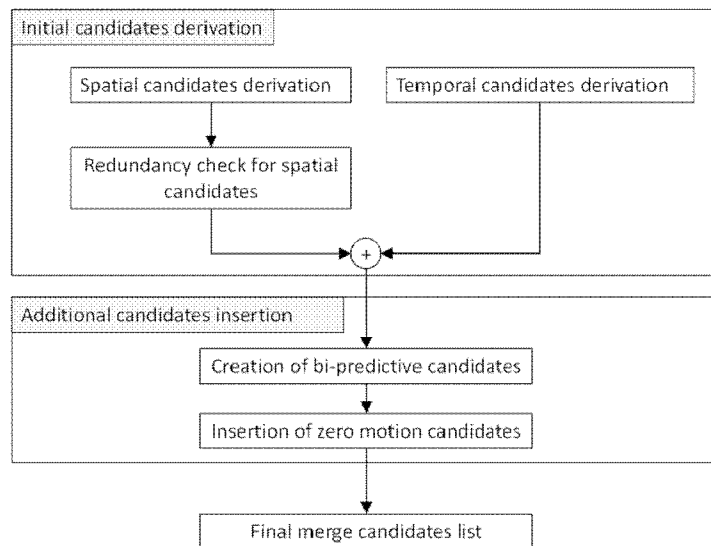 Initial candidates derivation
Spatial candidates derivation
Temporal candidates derivation
Redundancy check for spatial
candidates
+
Additional candidates insertion
Creation of bi-predictive candidates
Insertion of zero motion candidates
Final merge candidates list